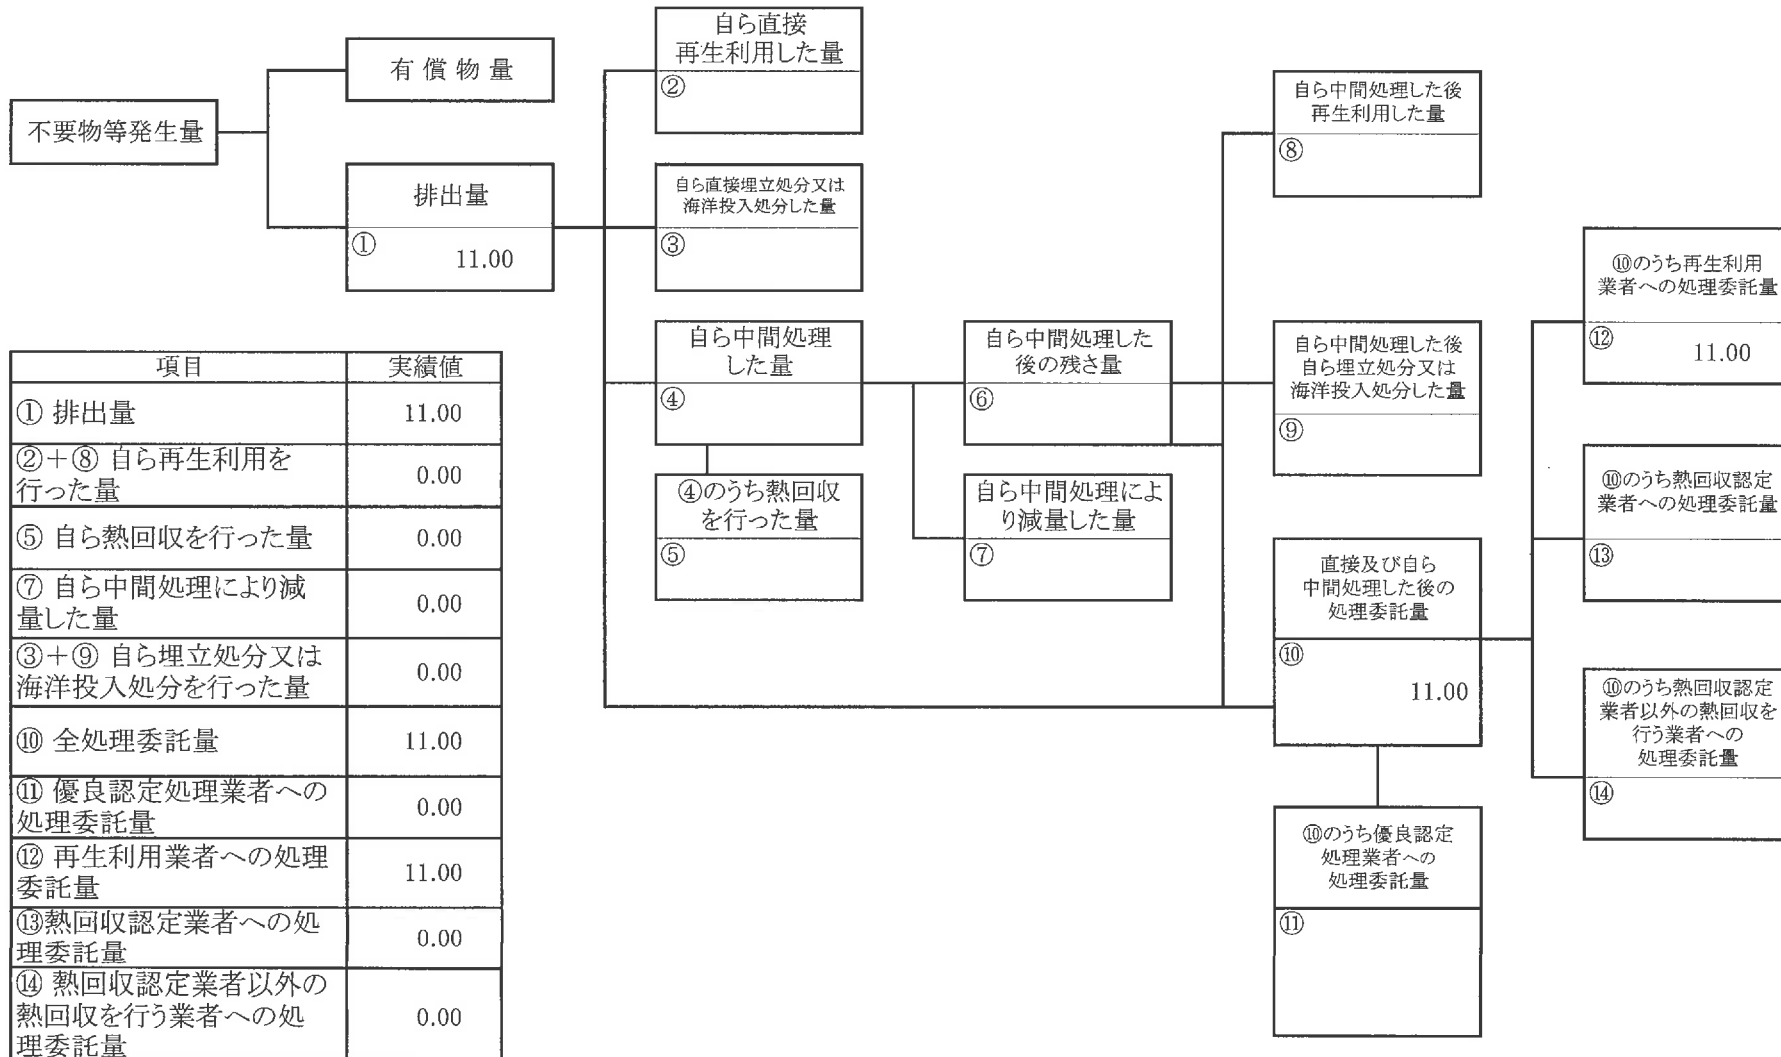 不要物等発生量
有償物量
排出量
①
11.00
自ら直接
再生利用した量
②
自ら直接埋立処分又は
海洋投入処分した量
③
自ら中間処理
した量
④
④のうち熱回収
を行った量
⑤
自ら中間処理した
後の残さ量
⑥
自ら中間処理によ
り減量した量
⑦
自ら中間処理した後
再生利用した量
⑧
自ら中間処理した後
自ら埋立処分又は
海洋投入処分した量
⑨
直接及び自ら
中間処理した後の
処理委託量
⑩
11.00
⑩のうち優良認定
処理業者への
処理委託量
⑪
⑩のうち再生利用
業者への処理委託量
⑫
11.00
⑩のうち熱回収認定
業者への処理委託量
⑬
⑩のうち熱回収認定
業者以外の熱回収を
行う業者への
処理委託量
⑭
項目 実績値
① 排出量 11.00
②+⑧ 自ら再生利用を
行った量 0.00
⑤ 自ら熱回収を行った量 0.00
⑦ 自ら中間処理により減
量した量 0.00
③+⑨ 自ら埋立処分又は
海洋投入処分を行った量 0.00
⑩ 全処理委託量 11.00
⑪ 優良認定処理業者への
処理委託量 0.00
⑫ 再生利用業者への処理
委託量 11.00
⑬熱回収認定業者への処
理委託量 0.00
⑭ 熱回収認定業者以外の
熱回収を行う業者への処
理委託量 0.00